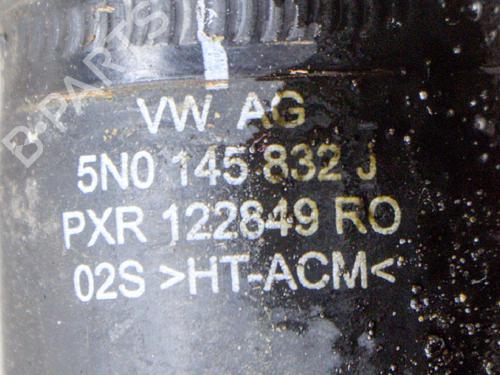 B-PARTS
VW AG
5N0 145 832 J
PXR 122849 RO
02S >HT-ACM<